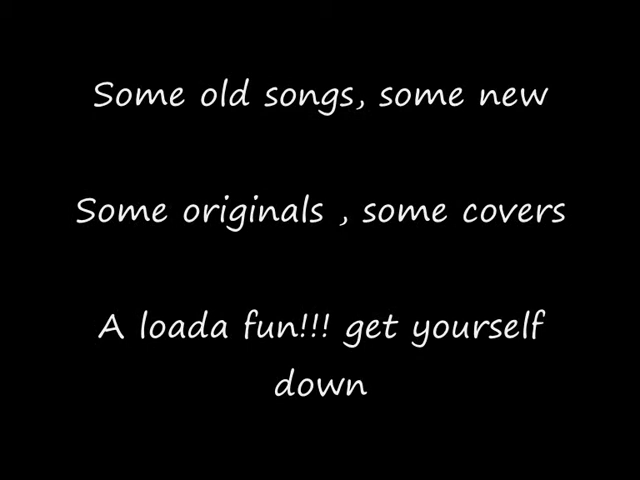 Some old songs, some new
Some originals , some covers
A loada fun!!! get yourself
down